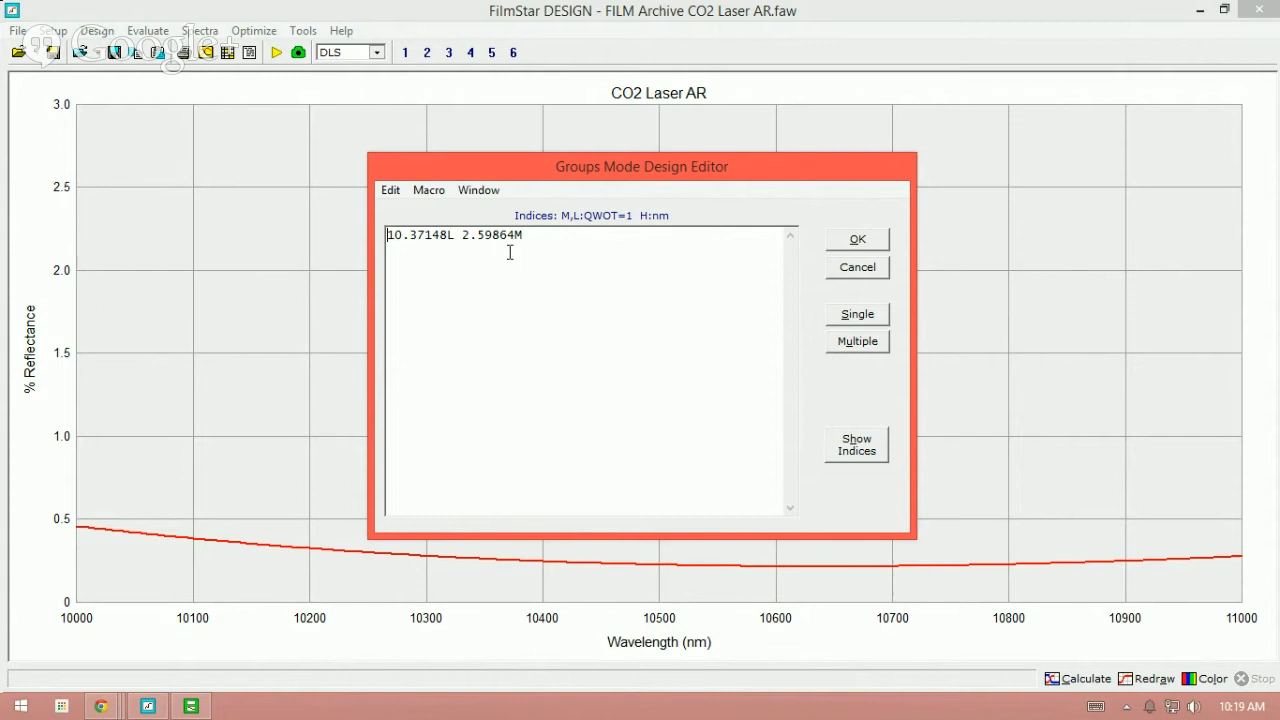 FilmStar DESIGN - FILM Archive CO2 Laser AR.faw
File Setup Design Evaluate Spectra Optimize Tools Help
Google+
DLS 1 2 3 4 5 6
CO2 Laser AR
3.0
2.5
2.0
1.5
1.0
0.5
0
% Reflectance
10000 10100 10200 10300 10400 10500 10600 10700 10800 10900 11000
Wavelength (nm)
Groups Mode Design Editor
Edit Macro Window
Indices: M,L:QWOT=1 H:nm
10.37148L 2.59864M
OK
Cancel
Single
Multiple
Show
Indices
Calculate Redraw Color Stop
10:19 AM